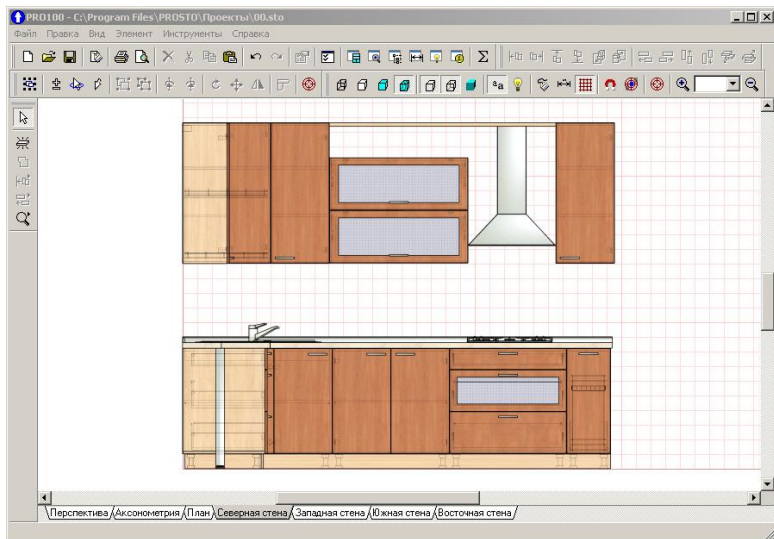 PRO100 - C:\Program Files\PROSTO\Проекты\00.sto
Файл Правка Вид Элемент Инструменты Справка
Перспектива Аксонометрия План Северная стена Западная стена Южная стена Восточная стена